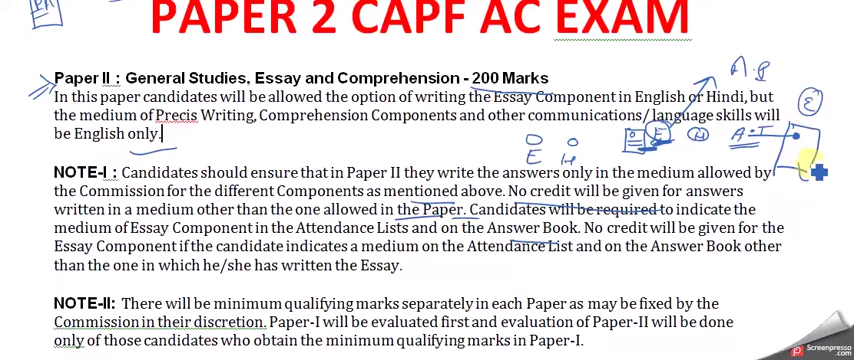 PAPER 2 CAPF AC EXAM
Paper II : General Studies, Essay and Comprehension - 200 Marks
In this paper candidates will be allowed the option of writing the Essay Component in English or Hindi, but
the medium of Precis Writing, Comprehension Components and other communications/language skills will
be English only.
NOTE-I : Candidates should ensure that in Paper II they write the answers only in the medium allowed by
the Commission for the different Components as mentioned above. No credit will be given for answers
written in a medium other than the one allowed in the Paper. Candidates will be required to indicate the
medium of Essay Component in the Attendance Lists and on the Answer Book. No credit will be given for the
Essay Component if the candidate indicates a medium on the Attendance List and on the Answer Book other
than the one in which he/she has written the Essay.
NOTE-II: There will be minimum qualifying marks separately in each Paper as may be fixed by the
Commission in their discretion. Paper-I will be evaluated first and evaluation of Paper-II will be done
only of those candidates who obtain the minimum qualifying marks in Paper-I.
E H
E
H
E
Screenpresso
.com